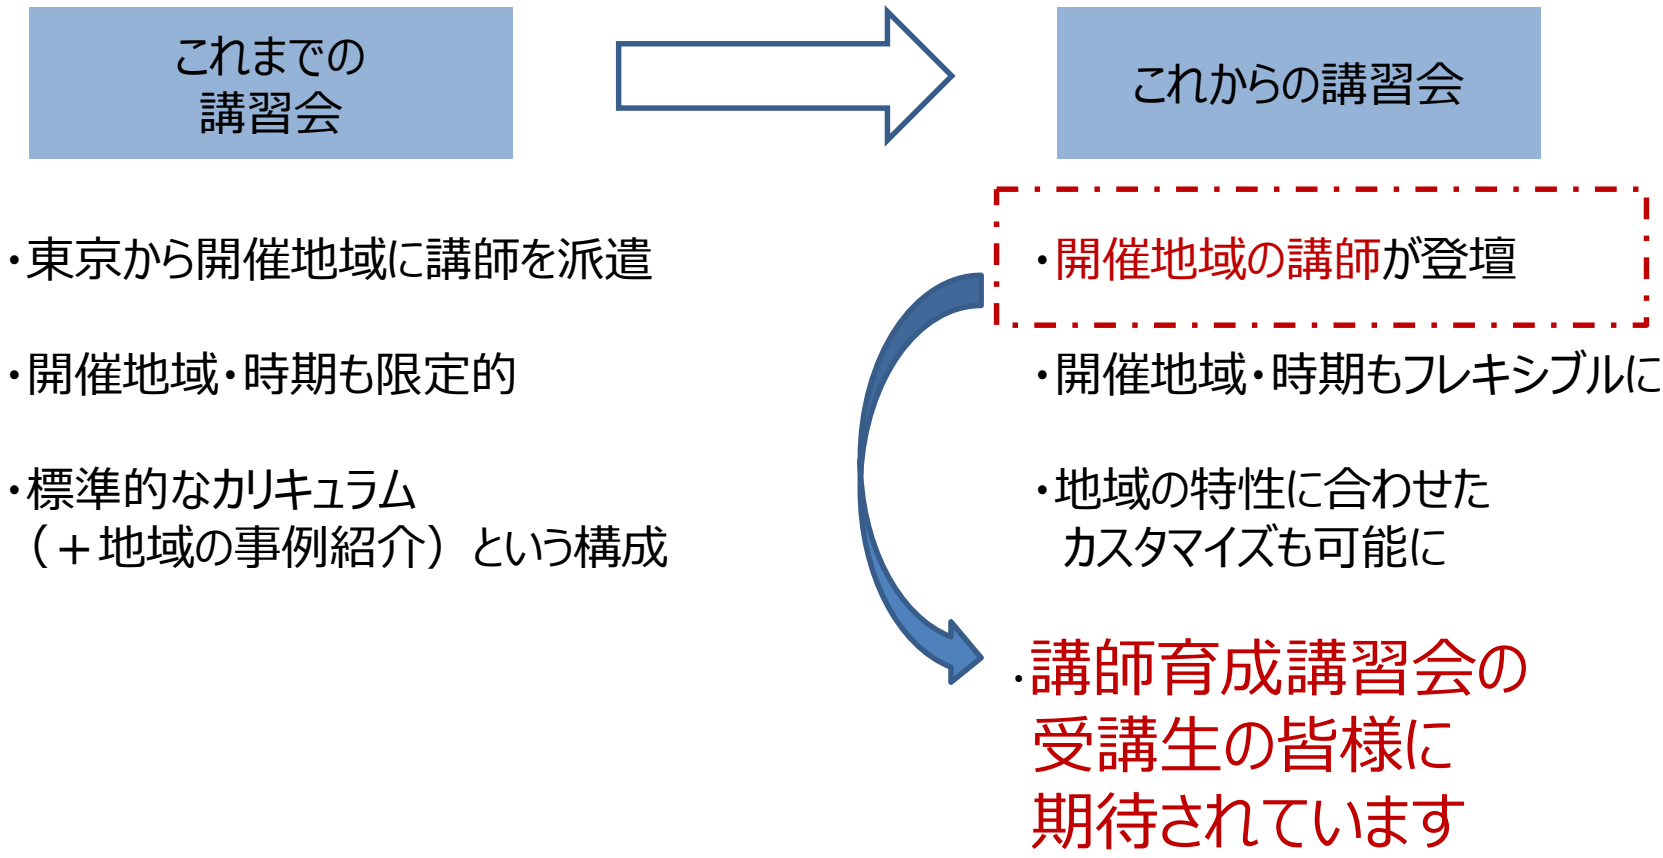 これまでの
講習会
これからの講習会
・東京から開催地域に講師を派遣
・開催地域・時期も限定的
・標準的なカリキュラム
（＋地域の事例紹介）という構成
・開催地域の講師が登壇
・開催地域・時期もフレキシブルに
・地域の特性に合わせた
カスタマイズも可能に
・講師育成講習会の
受講生の皆様に
期待されています